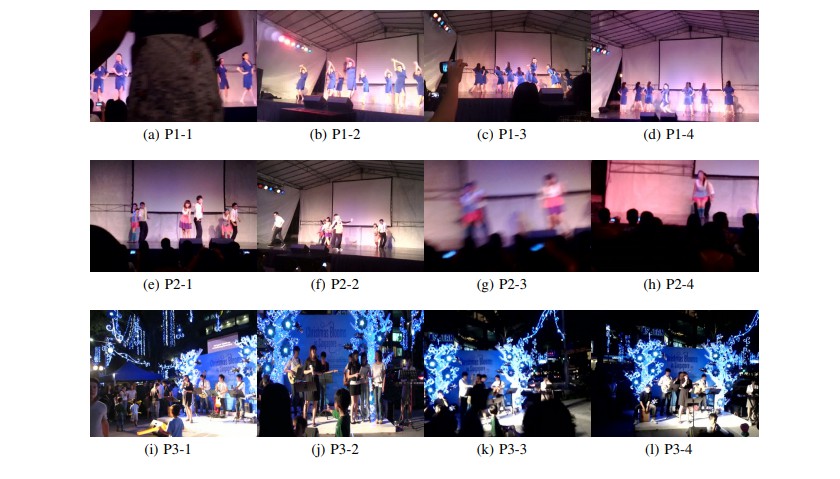 (a) P1-1
(b) P1-2
(c) P1-3
(d) P1-4
(e) P2-1
(f) P2-2
(g) P2-3
(h) P2-4
(i) P3-1
(j) P3-2
(k) P3-3
(l) P3-4